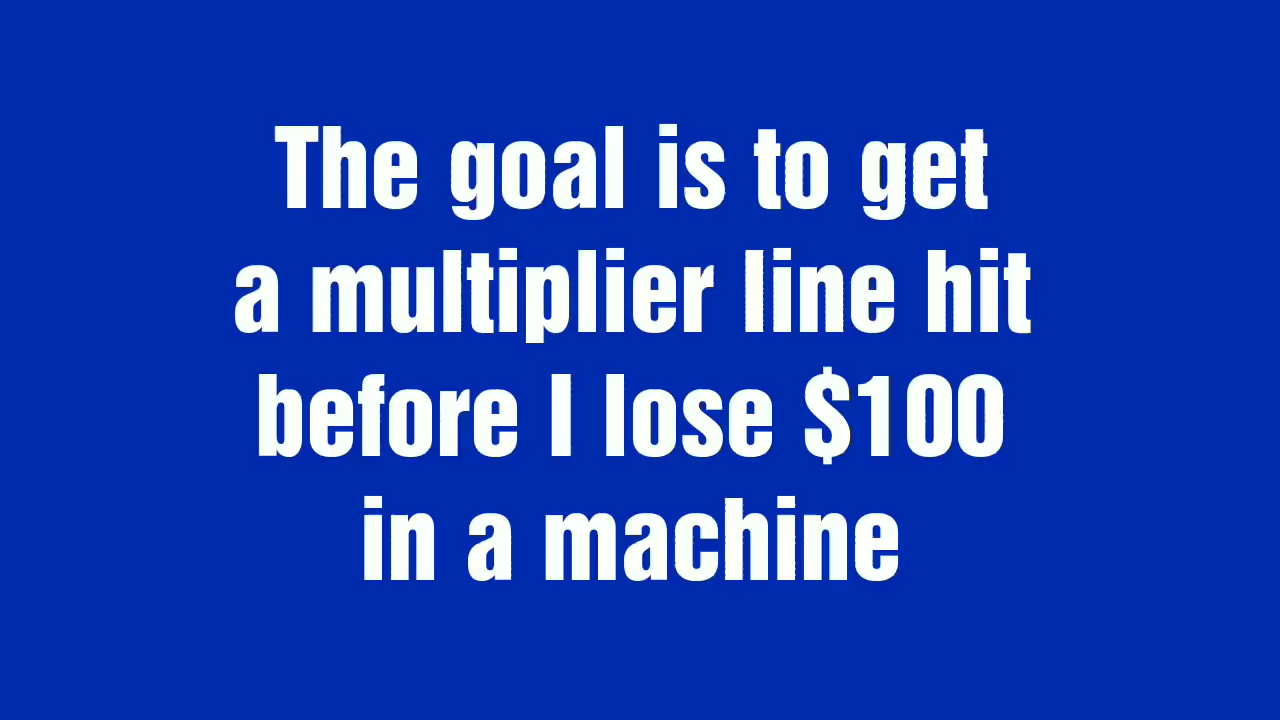 The goal is to get
a multiplier line hit
before I lose $100
in a machine